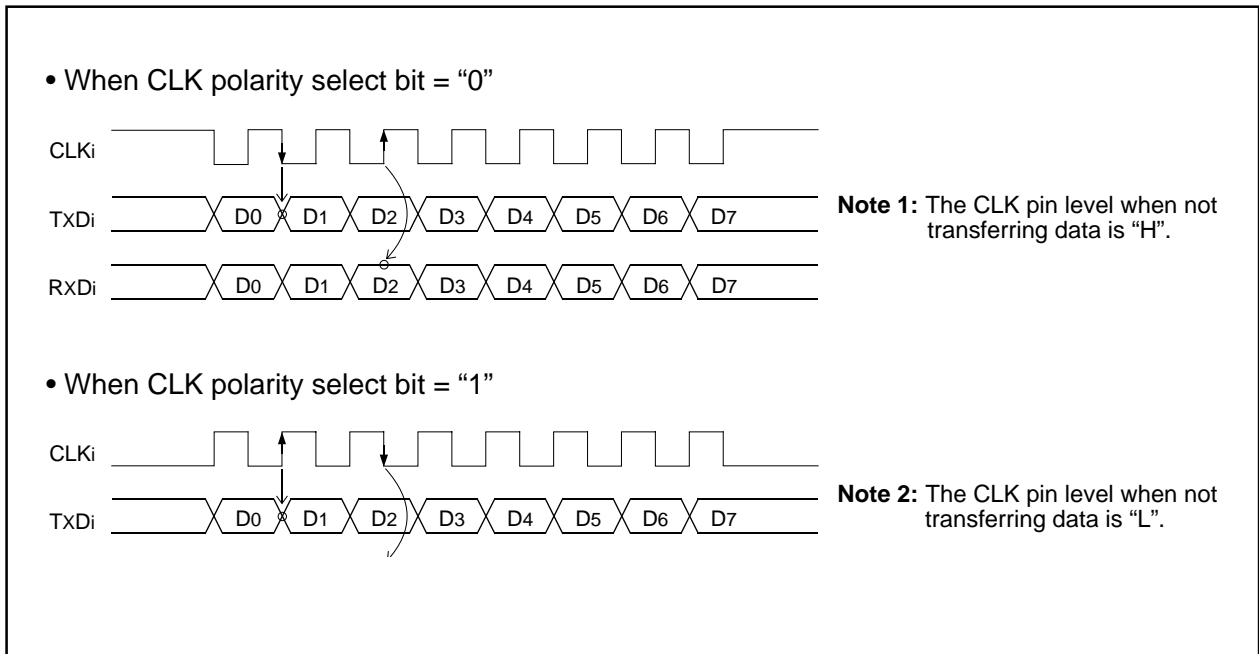 • When CLK polarity select bit = “0”
CLKi
TXDi
D0 D1 D2 D3 D4 D5 D6 D7
RXDi
D0 D1 D2 D3 D4 D5 D6 D7
Note 1: The CLK pin level when not
transferring data is “H”.
• When CLK polarity select bit = “1”
CLKi
TXDi
D0 D1 D2 D3 D4 D5 D6 D7
Note 2: The CLK pin level when not
transferring data is “L”.